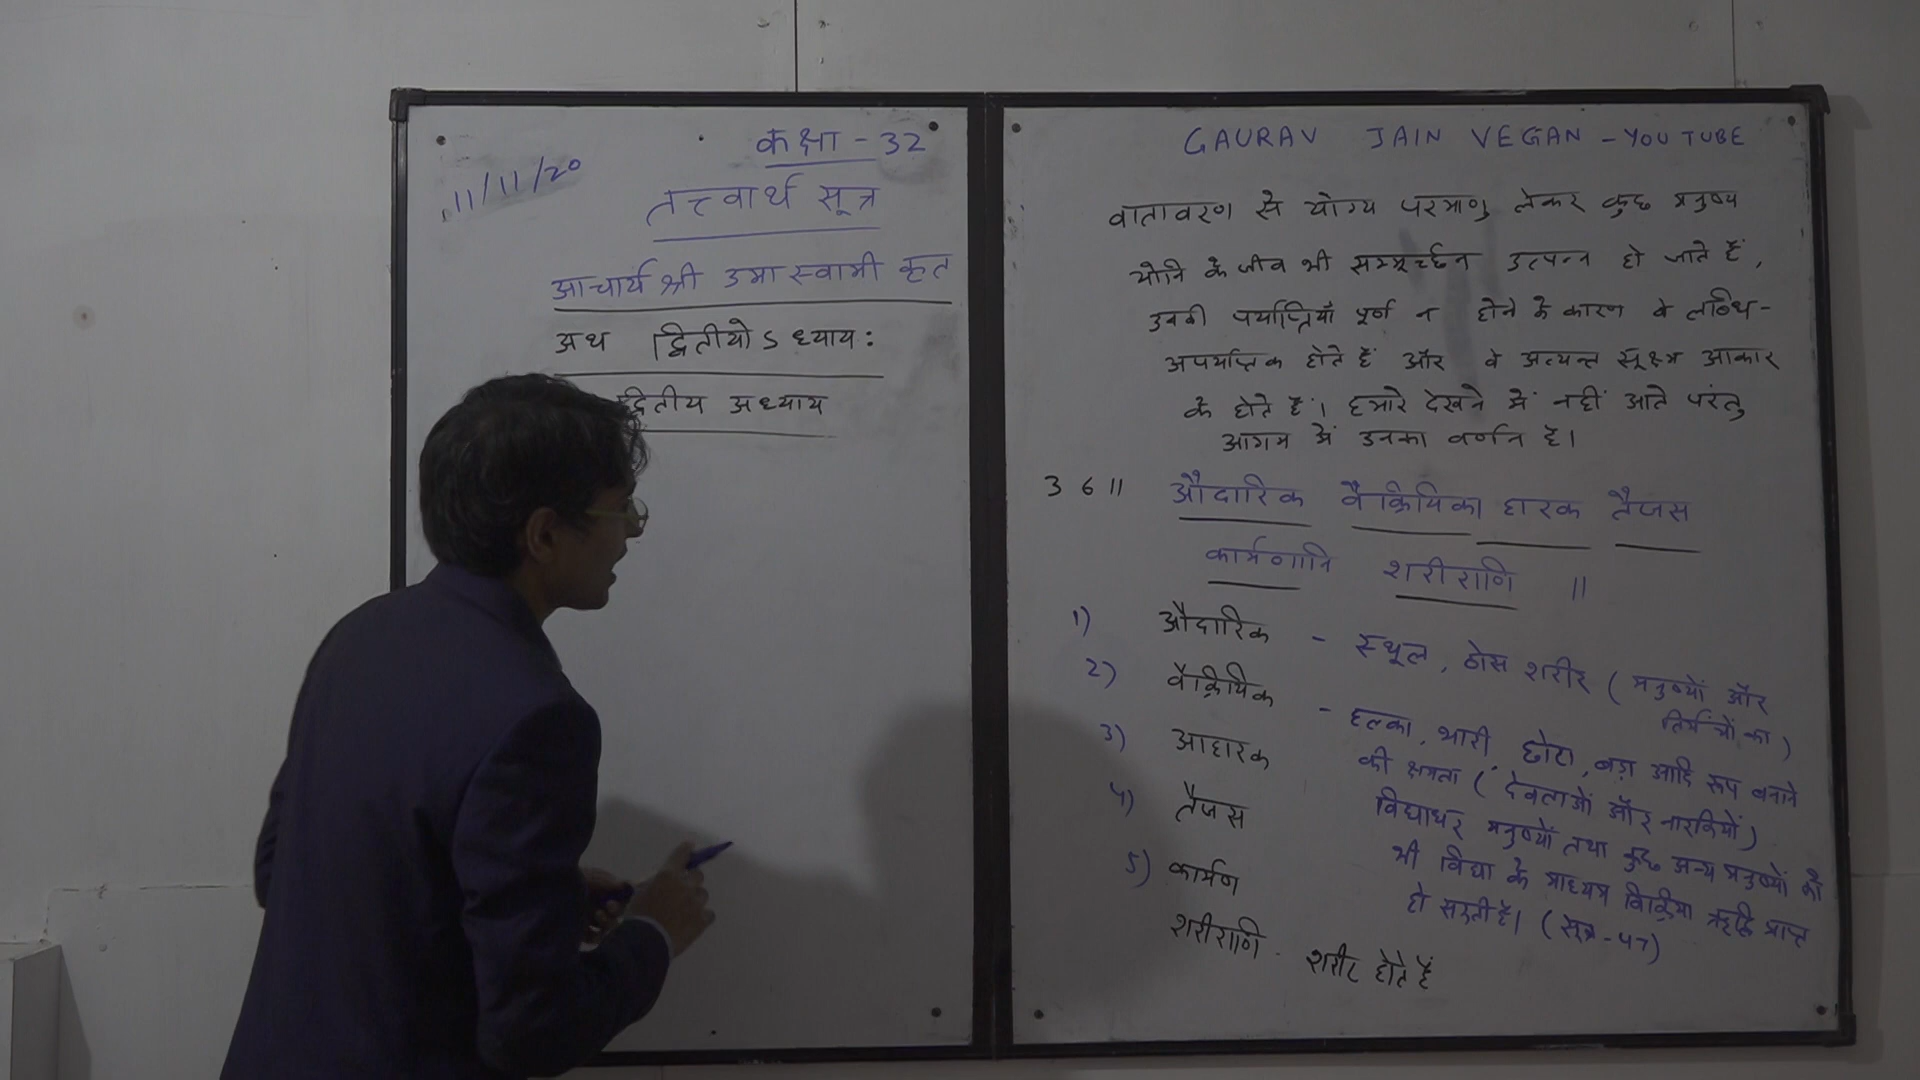 कक्षा - 32
11/11/20
तत्त्वार्थ सूत्र
आचार्य श्री उमास्वामी कृत
अथ द्वितीयोऽध्यायः
द्वितीय अध्याय
GAURAV JAIN VEGAN - YOUTUBE
वातावरण से योग्य परमाणु लेकर कुछ मनुष्य
योनि के जीव भी सम्मूर्च्छन उत्पन्न हो जाते हैं,
उनकी पर्याप्तियाँ पूर्ण न होने के कारण वे लब्धि-
अपर्याप्तक होते हैं और वे अत्यन्त सूक्ष्म आकार
के होते हैं। हमारे देखने में नहीं आते परंतु
आगम में उनका वर्णन है।
36॥ औदारिक वैक्रियिका हारक तैजस
कार्मणानि शरीराणि ॥
1) औदारिक - स्थूल, ठोस शरीर (मनुष्यों और
तिर्यंचों का)
2) वैक्रियिक - हल्का, भारी, छोटा, बड़ा आदि रूप बनाने
की क्षमता (देवताओं और नारकियों)
विद्याधर मनुष्यों तथा कुछ अन्य मनुष्यों को
भी विद्या के माध्यम विक्रिया ऋद्धि प्राप्त
हो सकती है। (सूत्र - 47)
3) आहारक
4) तैजस
5) कार्मण
शरीराणि - शरीर होते हैं